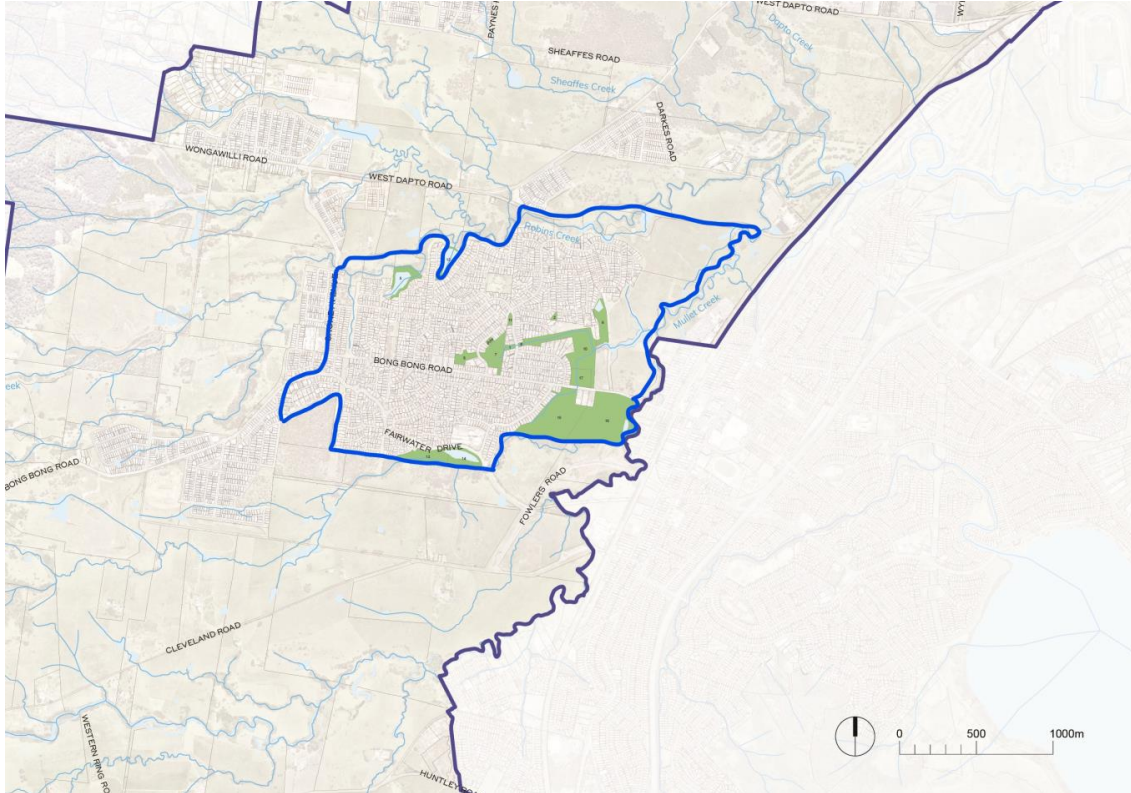 WEST DAPTO ROAD
Dapto Creek
SHEAFFES ROAD
Sheaffes Creek
DARKES ROAD
WONGAWILLI ROAD
WEST DAPTO ROAD
Robins Creek
Mullet Creek
BONG BONG ROAD
FAIRWATER DRIVE
BONG BONG ROAD
FOWLERS ROAD
CLEVELAND ROAD
WESTERN RING RO
HUNTLEY
0
500
1000m